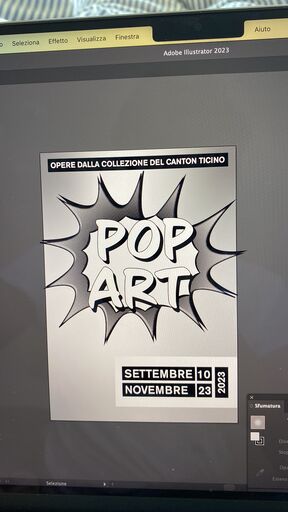 Seleziona Effetto Visualizza Finestra Aiuto
Adobe Illustrator 2023
OPERE DALLA COLLEZIONE DEL CANTON TICINO
POP
ART
SETTEMBRE 10
NOVEMBRE 23
2023
Sfumatura
Selezione